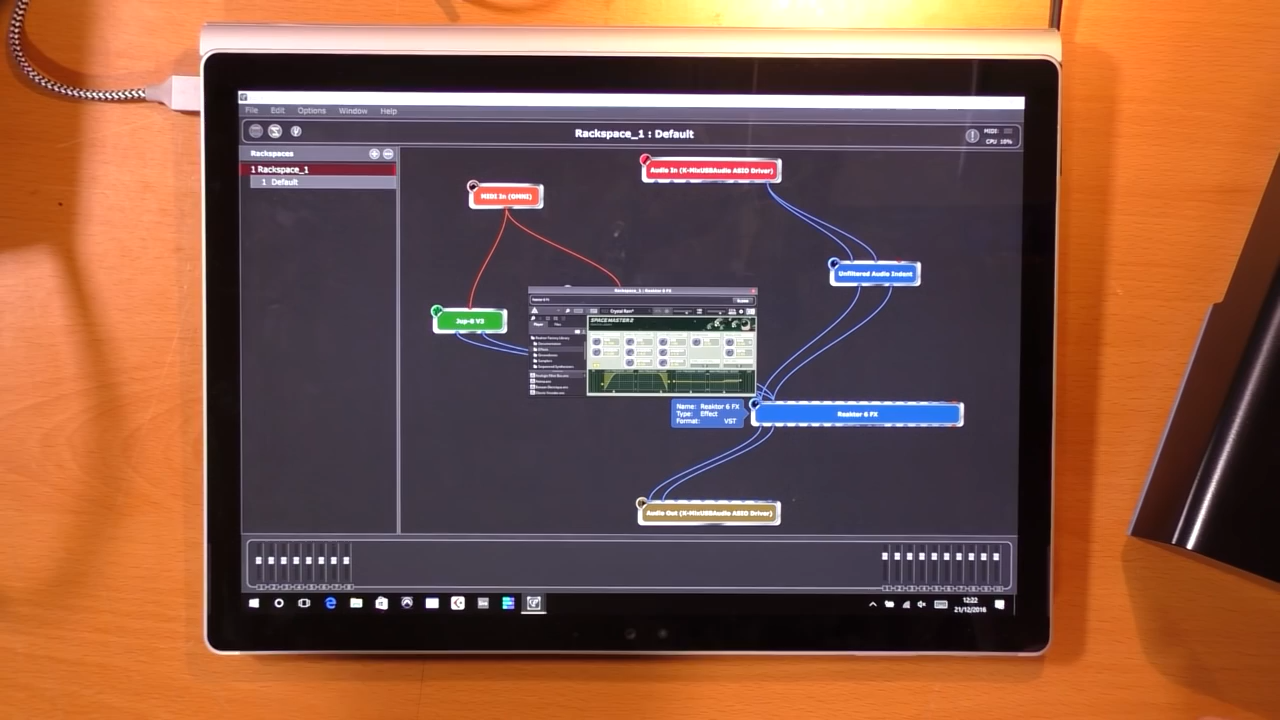 File Edit Options Window Help
Rackspace_1 : Default
MIDI:
CPU 18%
Rackspaces
1 Rackspace_1
1 Default
Audio In (K-MixUSBAudio ASIO Driver)
MIDI In (OMNI)
Unfiltered Audio Indent
Jup-8 V3
Rackspace_1 : Reaktor 6 FX
SPACE MASTER 2
Name: Reaktor 6 FX
Type: Effect
Format: VST
Reaktor 6 FX
Audio Out (K-MixUSBAudio ASIO Driver)
12:22
21/12/2016